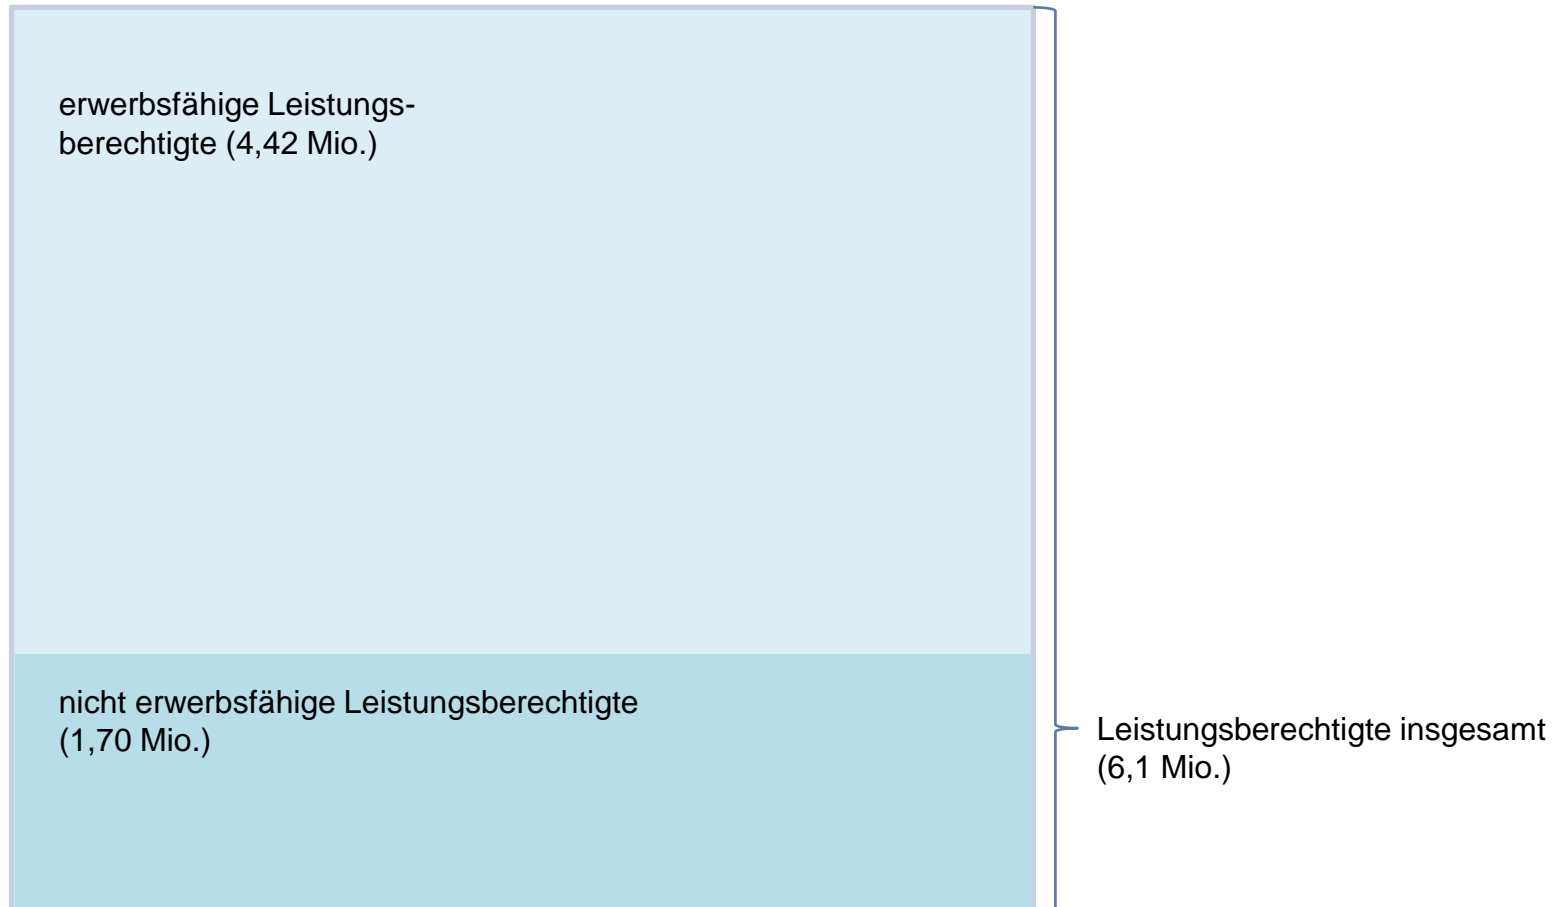 erwerbsfähige Leistungs-
berechtigte (4,42 Mio.)
nicht erwerbsfähige Leistungsberechtigte
(1,70 Mio.)
Leistungsberechtigte insgesamt
(6,1 Mio.)